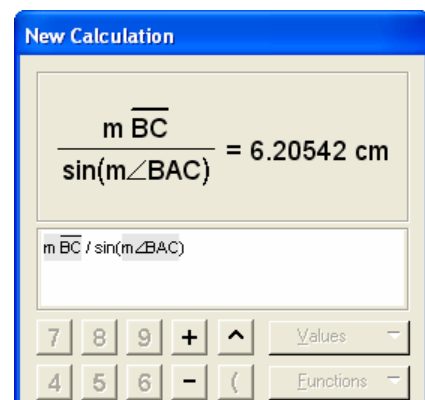 New Calculation
m BC
sin(m∠BAC)
= 6.20542 cm
m BC / sin(m∠BAC)
7 8 9 + ^ Values
4 5 6 - ( Functions